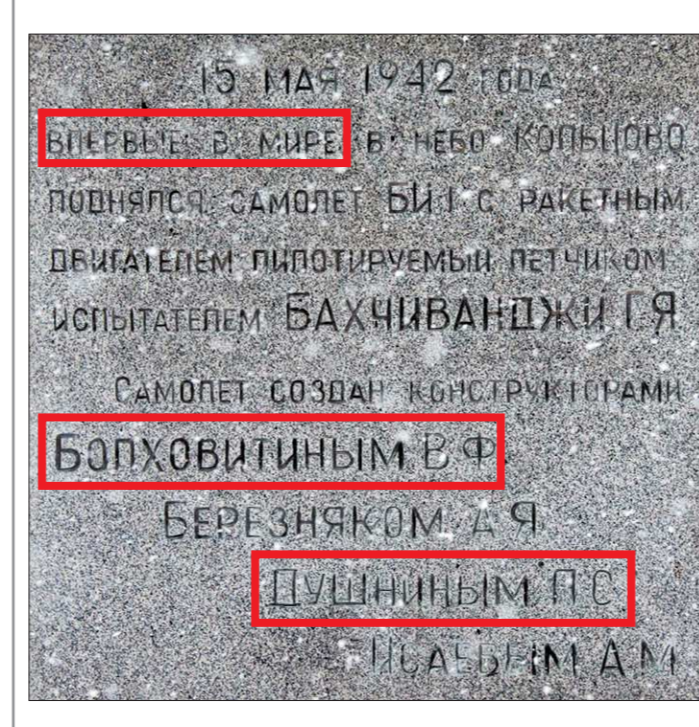 15 МАЯ 1942 ГОДА
ВПЕРВЫЕ В МИРЕ В НЕБО КОЛЬЦОВО
ПОДНЯЛСЯ САМОЛЕТ БИ 1 С РАКЕТНЫМ
ДВИГАТЕЛЕМ ПИЛОТИРУЕМЫЙ ЛЕТЧИКОМ
ИСПЫТАТЕЛЕМ БАХЧИВАНДЖИ Г Я
САМОЛЕТ СОЗДАН КОНСТРУКТОРАМИ
БОЛХОВИТИНЫМ В Ф
БЕРЕЗНЯКОМ А Я
ДУШНИНЫМ Л С
ИСАЕВЫМ А М